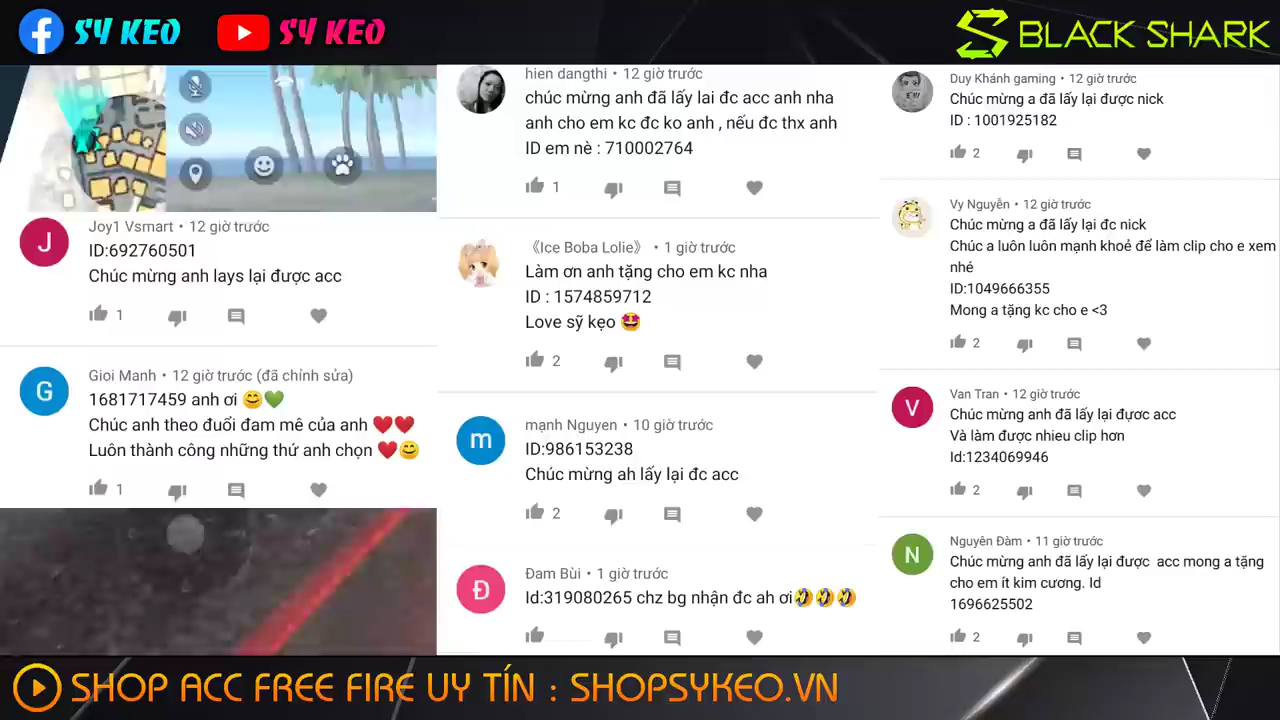 SY KEO
SY KEO
BLACK SHARK
Joy1 Vsmart • 12 giờ trước
ID:692760501
Chúc mừng anh lays lại được acc
1
Gioi Manh • 12 giờ trước (đã chỉnh sửa)
1681717459 anh ơi 😊💚
Chúc anh theo đuổi đam mê của anh ❤️❤️
Luôn thành công những thứ anh chọn ❤️😊
1
hien dangthi • 12 giờ trước
chúc mừng anh đã lấy lai đc acc anh nha
anh cho em kc đc ko anh , nếu đc thx anh
ID em nè : 710002764
1
《Ice Boba Lolie》 • 1 giờ trước
Làm ơn anh tặng cho em kc nha
ID : 1574859712
Love sỹ kẹo 🤩
2
mạnh Nguyen • 10 giờ trước
ID:986153238
Chúc mừng ah lấy lại đc acc
2
Đam Bùi • 1 giờ trước
Id:319080265 chz bg nhận đc ah ơi🤣🤣🤣
Duy Khánh gaming • 12 giờ trước
Chúc mừng a đã lấy lại được nick
ID : 1001925182
2
Vy Nguyễn • 12 giờ trước
Chúc mừng a đã lấy lại đc nick
Chúc a luôn luôn mạnh khoẻ để làm clip cho e xem
nhé
ID:1049666355
Mong a tặng kc cho e <3
2
Van Tran • 12 giờ trước
Chúc mừng anh đã lấy lại đựơc acc
Và làm được nhieu clip hơn
Id:1234069946
2
Nguyên Đàm • 11 giờ trước
Chúc mừng anh đã lấy lại được acc mong a tặng
cho em ít kim cương. Id
1696625502
2
SHOP ACC FREE FIRE UY TÍN : SHOPSYKEO.VN